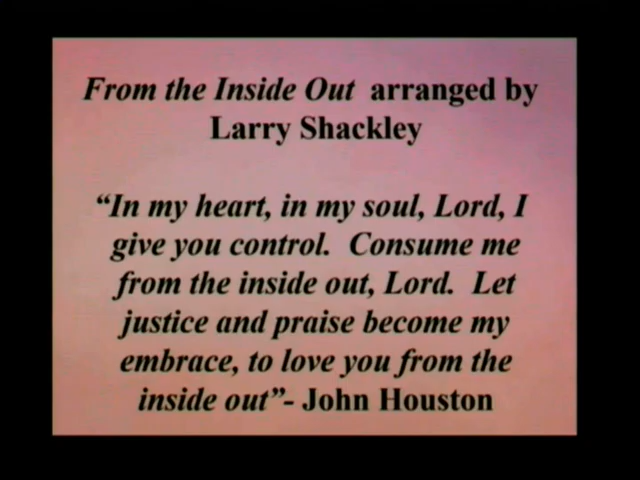 From the Inside Out arranged by
Larry Shackley
“In my heart, in my soul, Lord, I
give you control. Consume me
from the inside out, Lord. Let
justice and praise become my
embrace, to love you from the
inside out”- John Houston